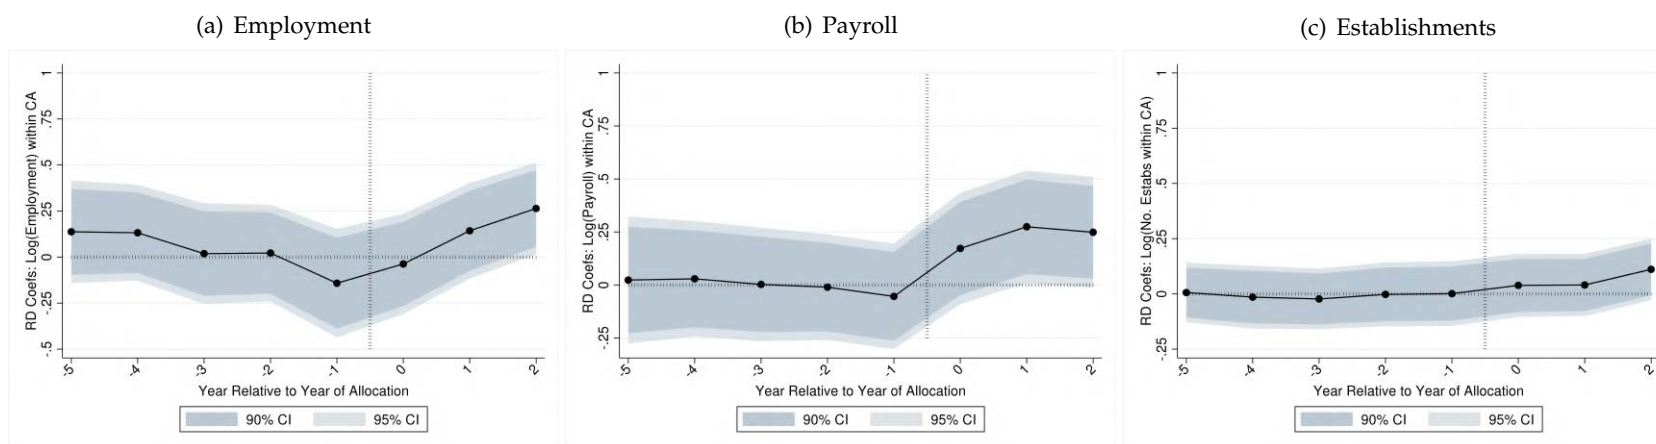 (a) Employment
RD Coefs: Log(Employment) within CA
1
.75
.5
.25
0
-.25
-.5
-5 -4 -3 -2 -1 0 1 2
Year Relative to Year of Allocation
90% CI 95% CI
(b) Payroll
RD Coefs: Log(Payroll) within CA
1
.75
.5
.25
0
-.25
-5 -4 -3 -2 -1 0 1 2
Year Relative to Year of Allocation
90% CI 95% CI
(c) Establishments
RD Coefs: Log(No. Estabs within CA)
1
.75
.5
.25
0
-.25
-5 -4 -3 -2 -1 0 1 2
Year Relative to Year of Allocation
90% CI 95% CI